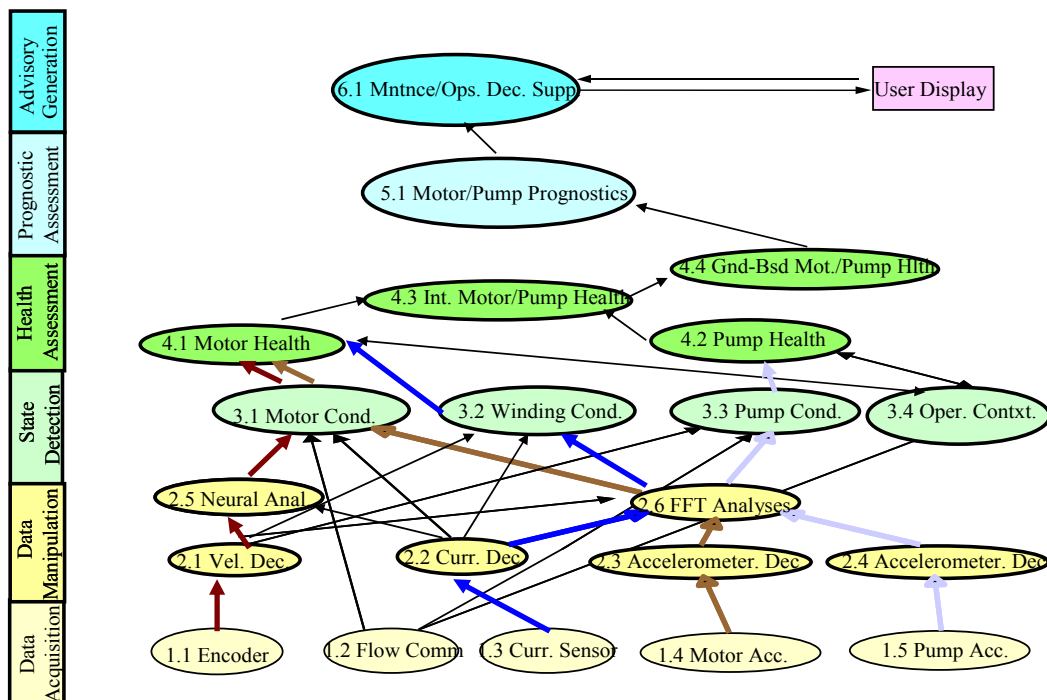 Advisory
Generation
6.1 Mntnce/Ops. Dec. Supp
User Display
Prognostic
Assessment
5.1 Motor/Pump Prognostics
Health
Assessment
4.4 Gnd-Bsd Mot./Pump Hlth
4.3 Int. Motor/Pump Health
4.1 Motor Health
4.2 Pump Health
State
Detection
3.1 Motor Cond.
3.2 Winding Cond.
3.3 Pump Cond.
3.4 Oper. Contxt.
Data
Manipulation
2.5 Neural Anal
2.6 FFT Analyses
2.1 Vel. Dec
2.2 Curr. Dec
2.3 Accelerometer. Dec
2.4 Accelerometer. Dec
Data
Acquisition
1.1 Encoder
1.2 Flow Comm
1.3 Curr. Sensor
1.4 Motor Acc.
1.5 Pump Acc.